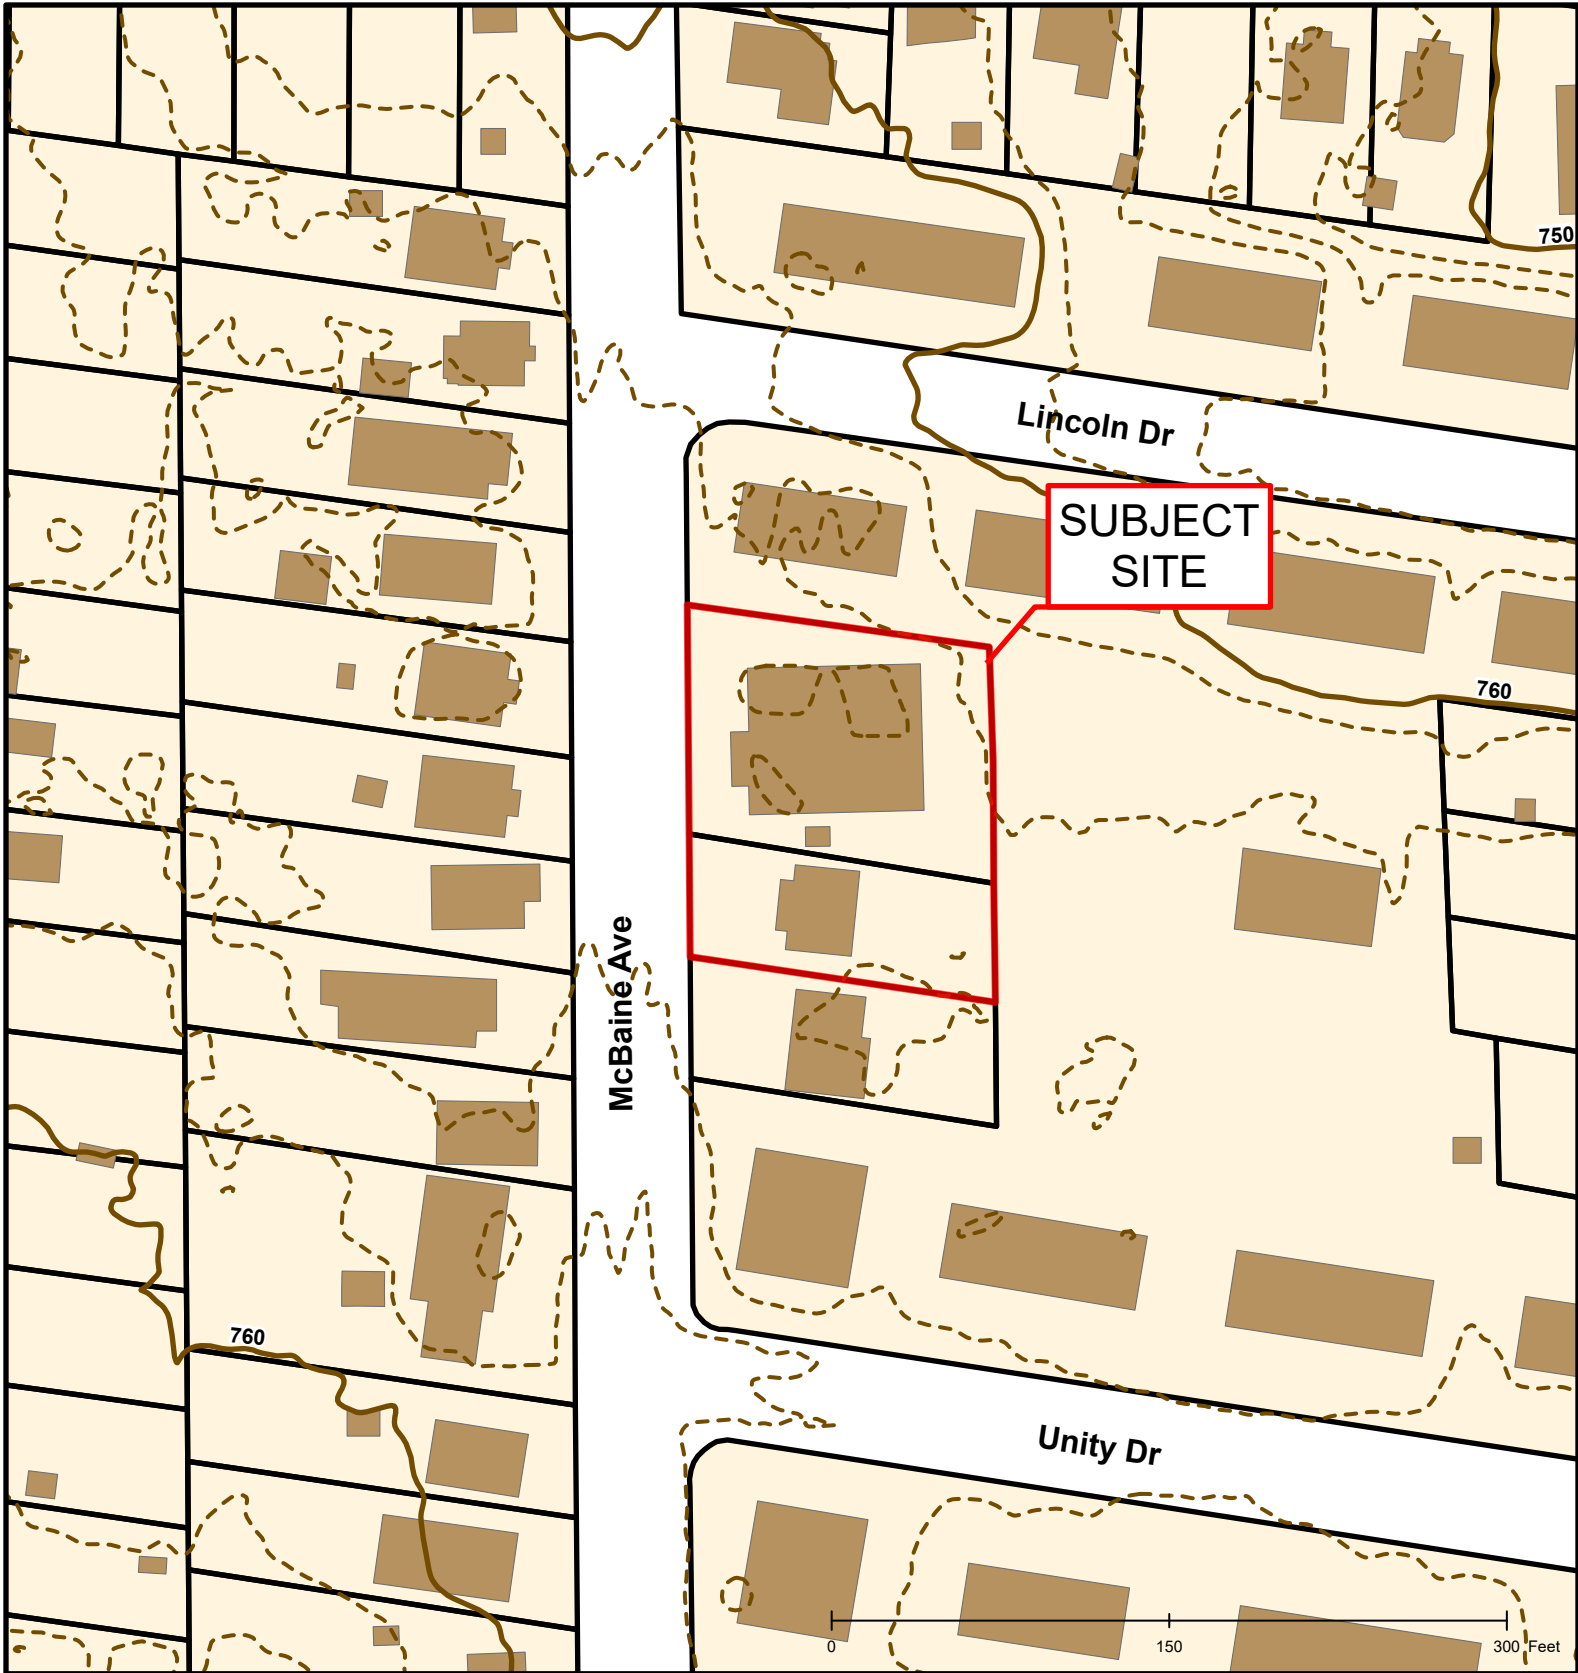 750
Lincoln Dr
SUBJECT
SITE
760
McBaine Ave
760
Unity Dr
0 150 300 Feet